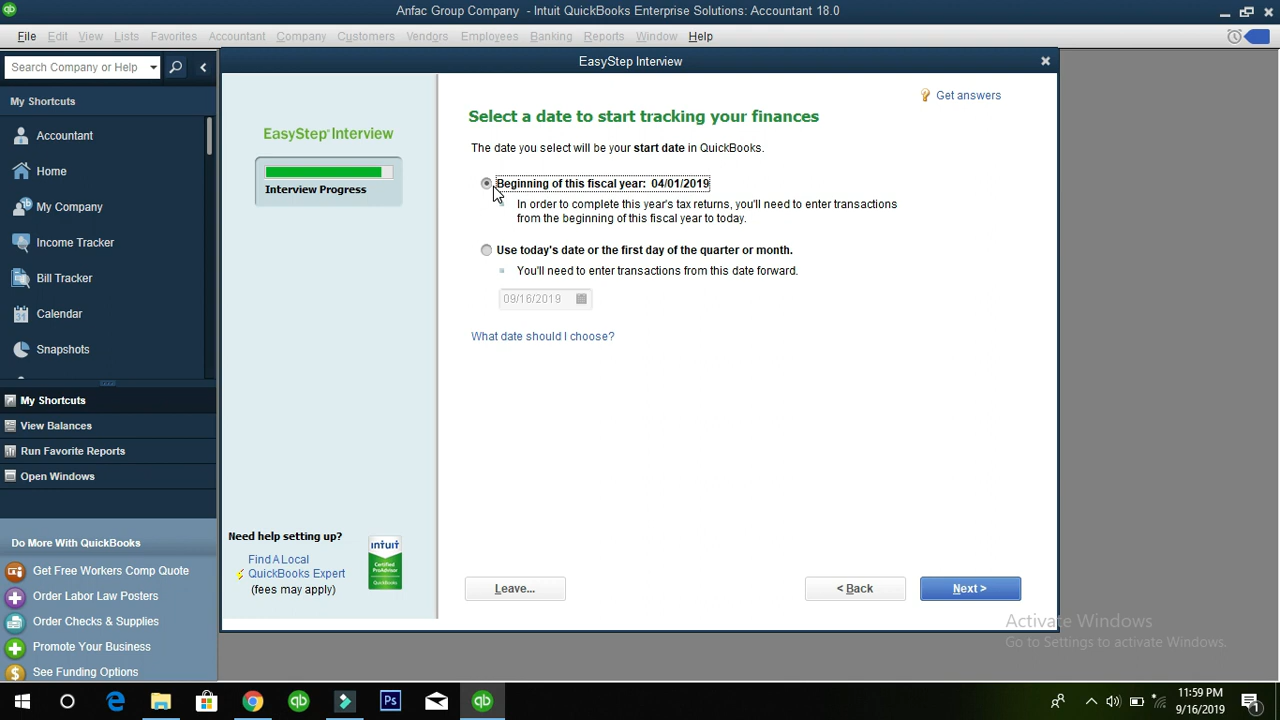 Anfac Group Company - Intuit QuickBooks Enterprise Solutions: Accountant 18.0
File Edit View Lists Favorites Accountant Company Customers Vendors Employees Banking Reports Window Help
Search Company or Help
EasyStep Interview
My Shortcuts
Accountant
Home
My Company
Income Tracker
Bill Tracker
Calendar
Snapshots
My Shortcuts
View Balances
Run Favorite Reports
Open Windows
Do More With QuickBooks
Get Free Workers Comp Quote
Order Labor Law Posters
Order Checks & Supplies
Promote Your Business
See Funding Options
EasyStep Interview
Interview Progress
Need help setting up?
Find A Local
QuickBooks Expert
(fees may apply)
intuit
Certified
ProAdvisor
QuickBooks
Get answers
Select a date to start tracking your finances
The date you select will be your start date in QuickBooks.
Beginning of this fiscal year: 04/01/2019
In order to complete this year's tax returns, you'll need to enter transactions
from the beginning of this fiscal year to today.
Use today's date or the first day of the quarter or month.
You'll need to enter transactions from this date forward.
09/16/2019
What date should I choose?
Leave...
< Back
Next >
Activate Windows
Go to Settings to activate Windows.
qb
Ps
qb
11:59 PM
9/16/2019
1